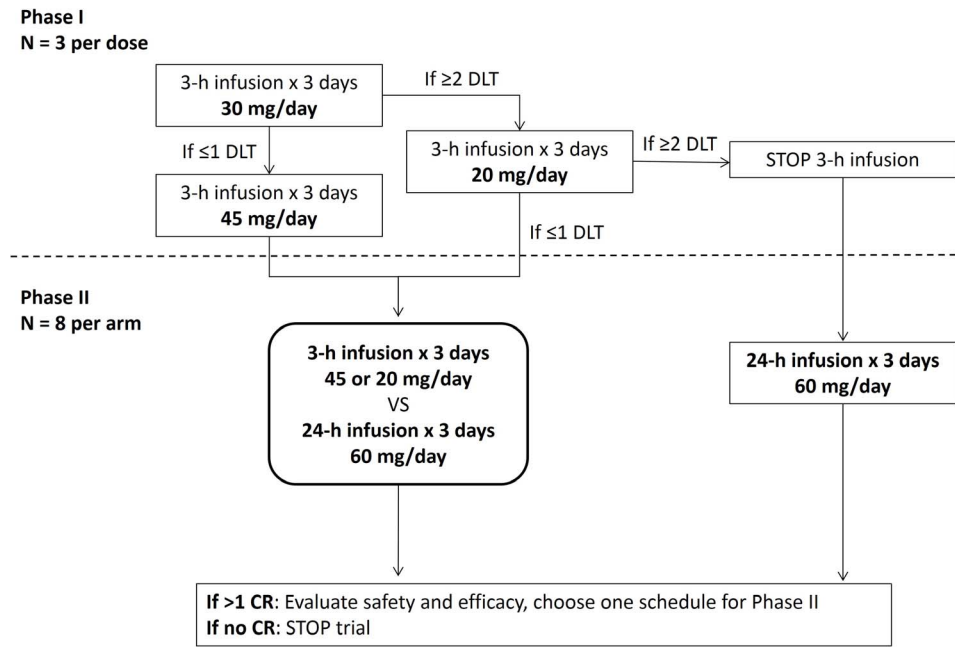 Phase I
N = 3 per dose
3-h infusion x 3 days
30 mg/day
If ≥2 DLT
If ≤1 DLT
3-h infusion x 3 days
20 mg/day
If ≥2 DLT
STOP 3-h infusion
3-h infusion x 3 days
45 mg/day
If ≤1 DLT
Phase II
N = 8 per arm
3-h infusion x 3 days
45 or 20 mg/day
VS
24-h infusion x 3 days
60 mg/day
24-h infusion x 3 days
60 mg/day
If >1 CR: Evaluate safety and efficacy, choose one schedule for Phase II
If no CR: STOP trial